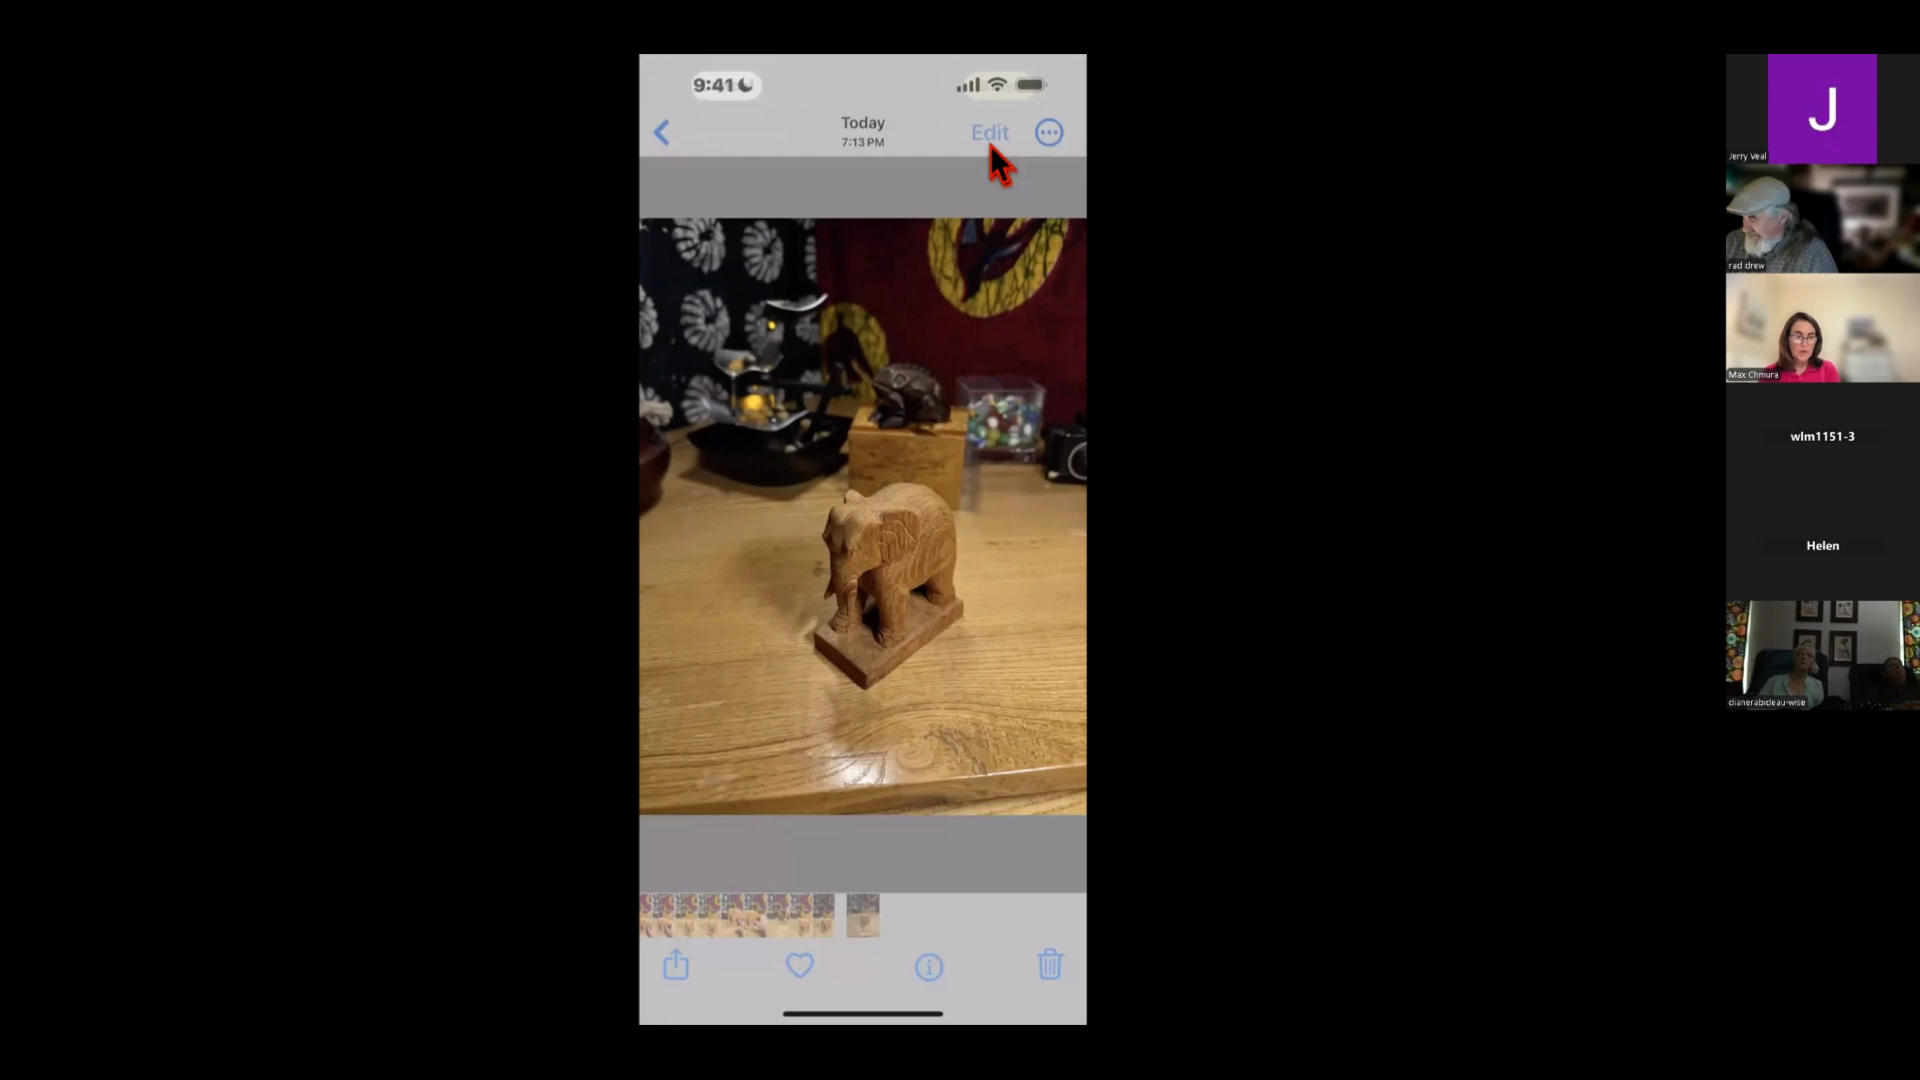 9:41
Today
7:13 PM
Edit
J
Jerry Veal
rad drew
Max Chmura
wlm1151-3
Helen
dianerabideau-wise